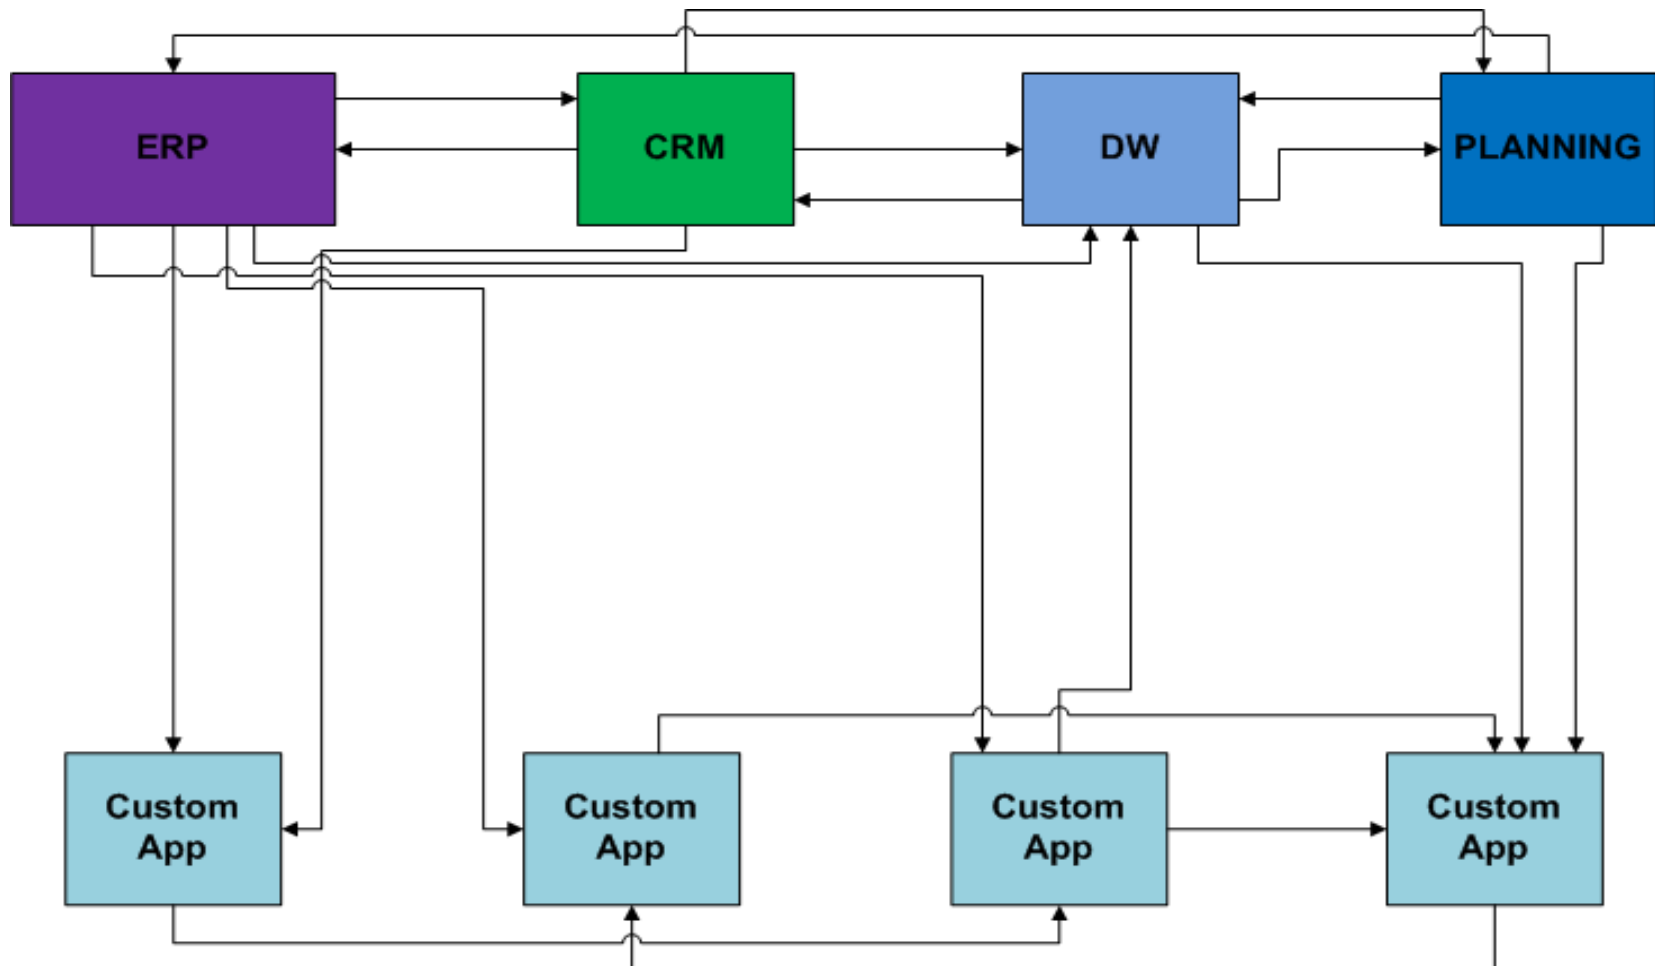 ERP
CRM
DW
PLANNING
Custom
App
Custom
App
Custom
App
Custom
App